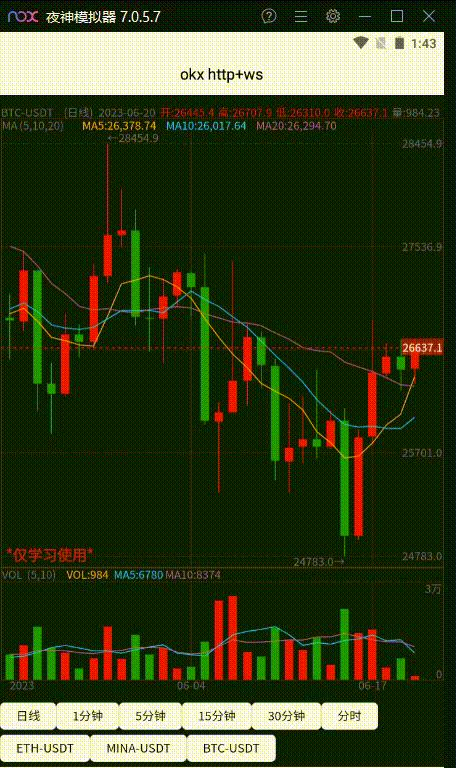 nox 夜神模拟器 7.0.5.7
1:43
okx http+ws
BTC-USDT (日线) 2023-06-20 开:26445.4 高:26707.9 低:26310.0 收:26637.1 量:984.23
MA (5,10,20) MA5:26,378.74 MA10:26,017.64 MA20:26,294.70
←28454.9
28454.9
27536.9
26637.1
25701.0
*仅学习使用*
24783.0→
24783.0
VOL (5,10) VOL:984 MA5:6780 MA10:8374
3万
0
2023 06-04 06-17
日线 1分钟 5分钟 15分钟 30分钟 分时
ETH-USDT MINA-USDT BTC-USDT